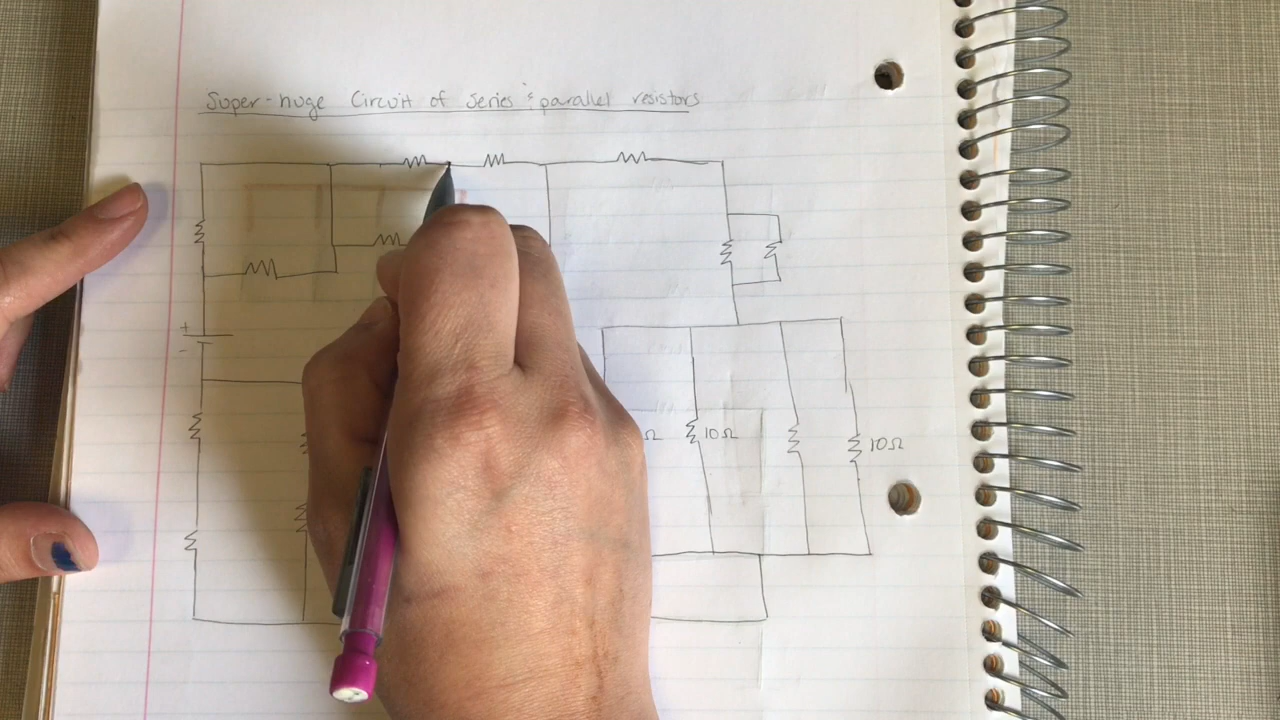 Super-huge Circuit of series & parallel resistors
+
-
Ω
10Ω
10Ω